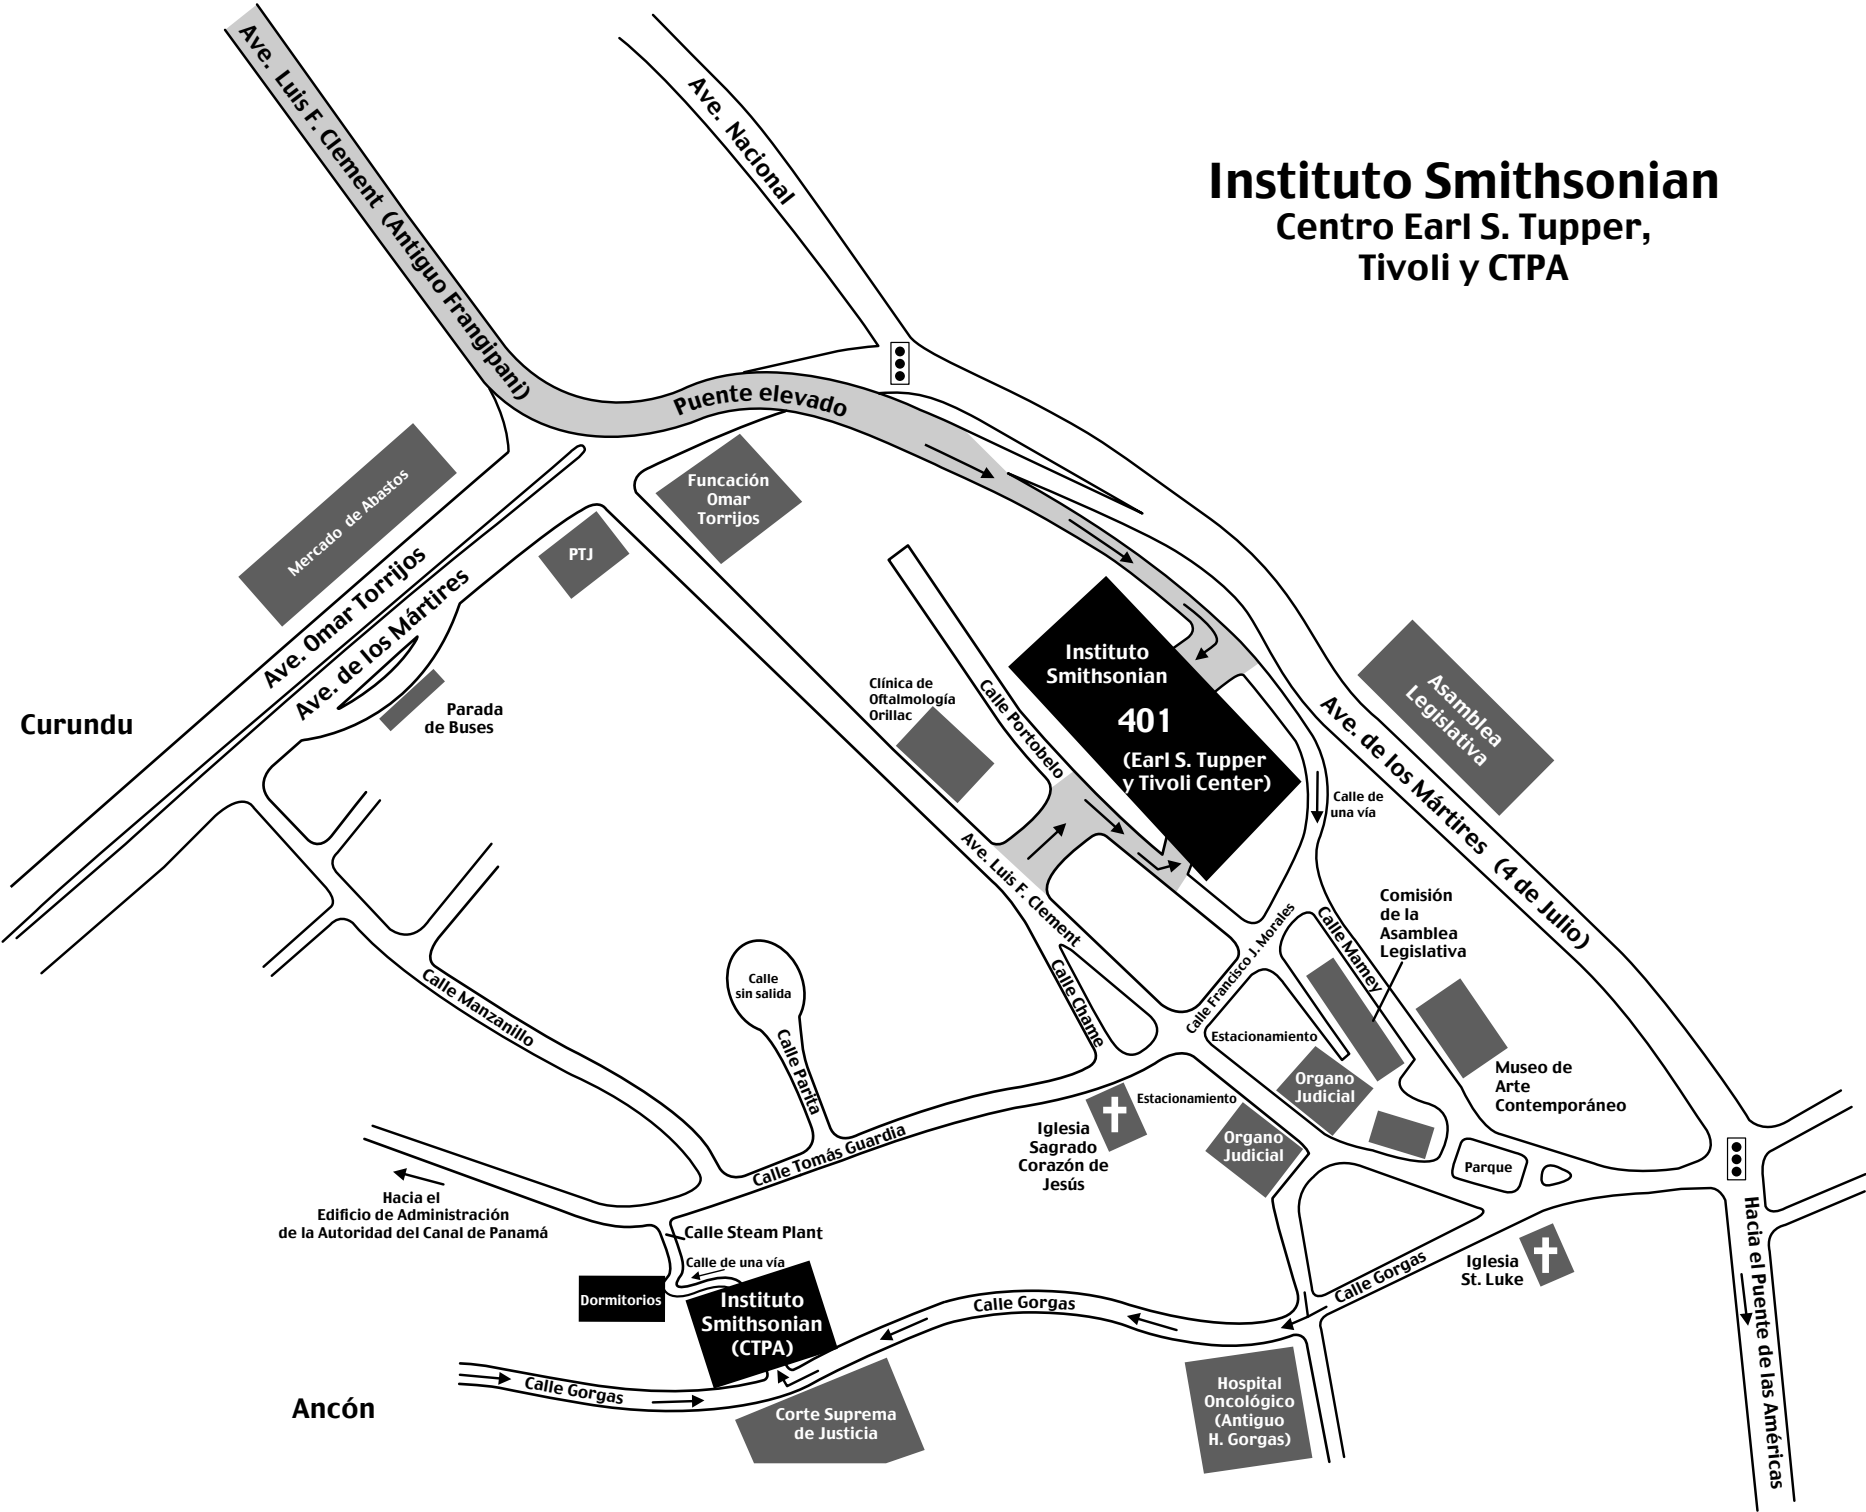 Instituto Smithsonian
Centro Earl S. Tupper,
Tivoli y CTPA
Ave. Luis F. Clement (Antiguo Frangipani)
Ave. Nacional
Puente elevado
Mercado de Abastos
Funcación
Omar
Torrijos
PTJ
Ave. Omar Torrijos
Ave. de los Mártires
Parada
de Buses
Curundu
Clínica de
Oftalmología
Orillac
Calle Portobelo
Instituto
Smithsonian
401
(Earl S. Tupper
y Tivoli Center)
Asamblea
Legislativa
Ave. de los Mártires (4 de Julio)
Calle de
una vía
Ave. Luis F. Clement
Comisión
de la
Asamblea
Legislativa
Calle Mamey
Calle Francisco J. Morales
Calle Chame
Calle
sin salida
Calle Parita
Calle Manzanillo
Estacionamiento
Organo
Judicial
Museo de
Arte
Contemporáneo
Estacionamiento
Iglesia
Sagrado
Corazón de
Jesús
Organo
Judicial
Calle Tomás Guardia
Parque
Hacia el
Edificio de Administración
de la Autoridad del Canal de Panamá
Calle Steam Plant
Calle de una vía
Dormitorios
Instituto
Smithsonian
(CTPA)
Calle Gorgas
Calle Gorgas
Iglesia
St. Luke
Hacia el Puente de las Américas
Calle Gorgas
Ancón
Corte Suprema
de Justicia
Hospital
Oncológico
(Antiguo
H. Gorgas)